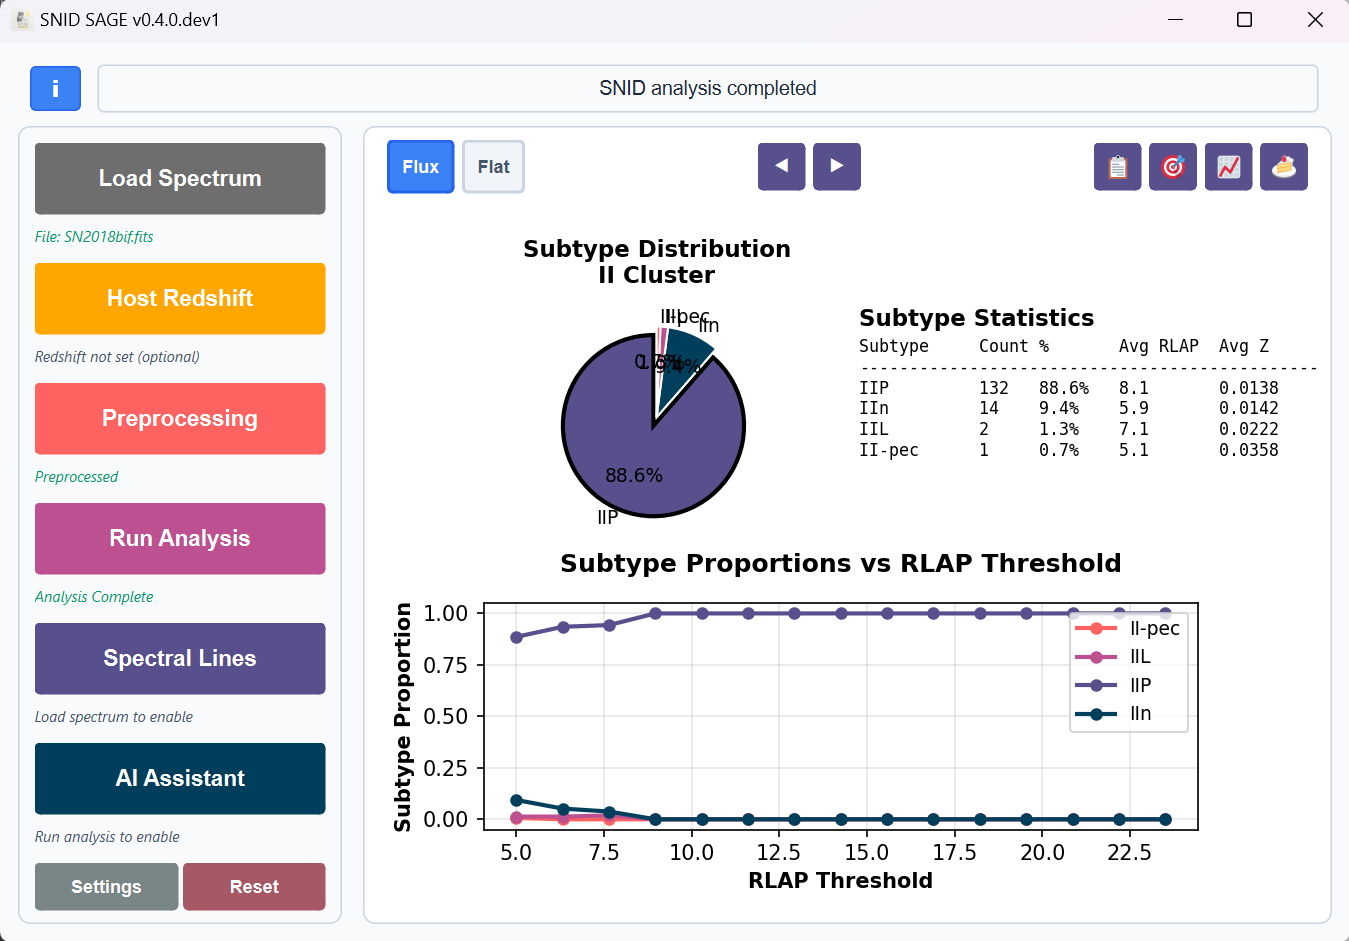 SNID SAGE v0.4.0.dev1
i
SNID analysis completed
Load Spectrum
File: SN2018bif.fits
Host Redshift
Redshift not set (optional)
Preprocessing
Preprocessed
Run Analysis
Analysis Complete
Spectral Lines
Load spectrum to enable
AI Assistant
Run analysis to enable
Settings
Reset
Flux
Flat
Subtype Distribution
II Cluster
II-pec
IIn
9.4%
88.6%
IIP
Subtype Statistics
Subtype Count % Avg RLAP Avg Z
-----------------------------------------------
IIP 132 88.6% 8.1 0.0138
IIn 14 9.4% 5.9 0.0142
IIL 2 1.3% 7.1 0.0222
II-pec 1 0.7% 5.1 0.0358
Subtype Proportions vs RLAP Threshold
Subtype Proportion
1.00
0.75
0.50
0.25
0.00
II-pec
IIL
IIP
IIn
5.0 7.5 10.0 12.5 15.0 17.5 20.0 22.5
RLAP Threshold